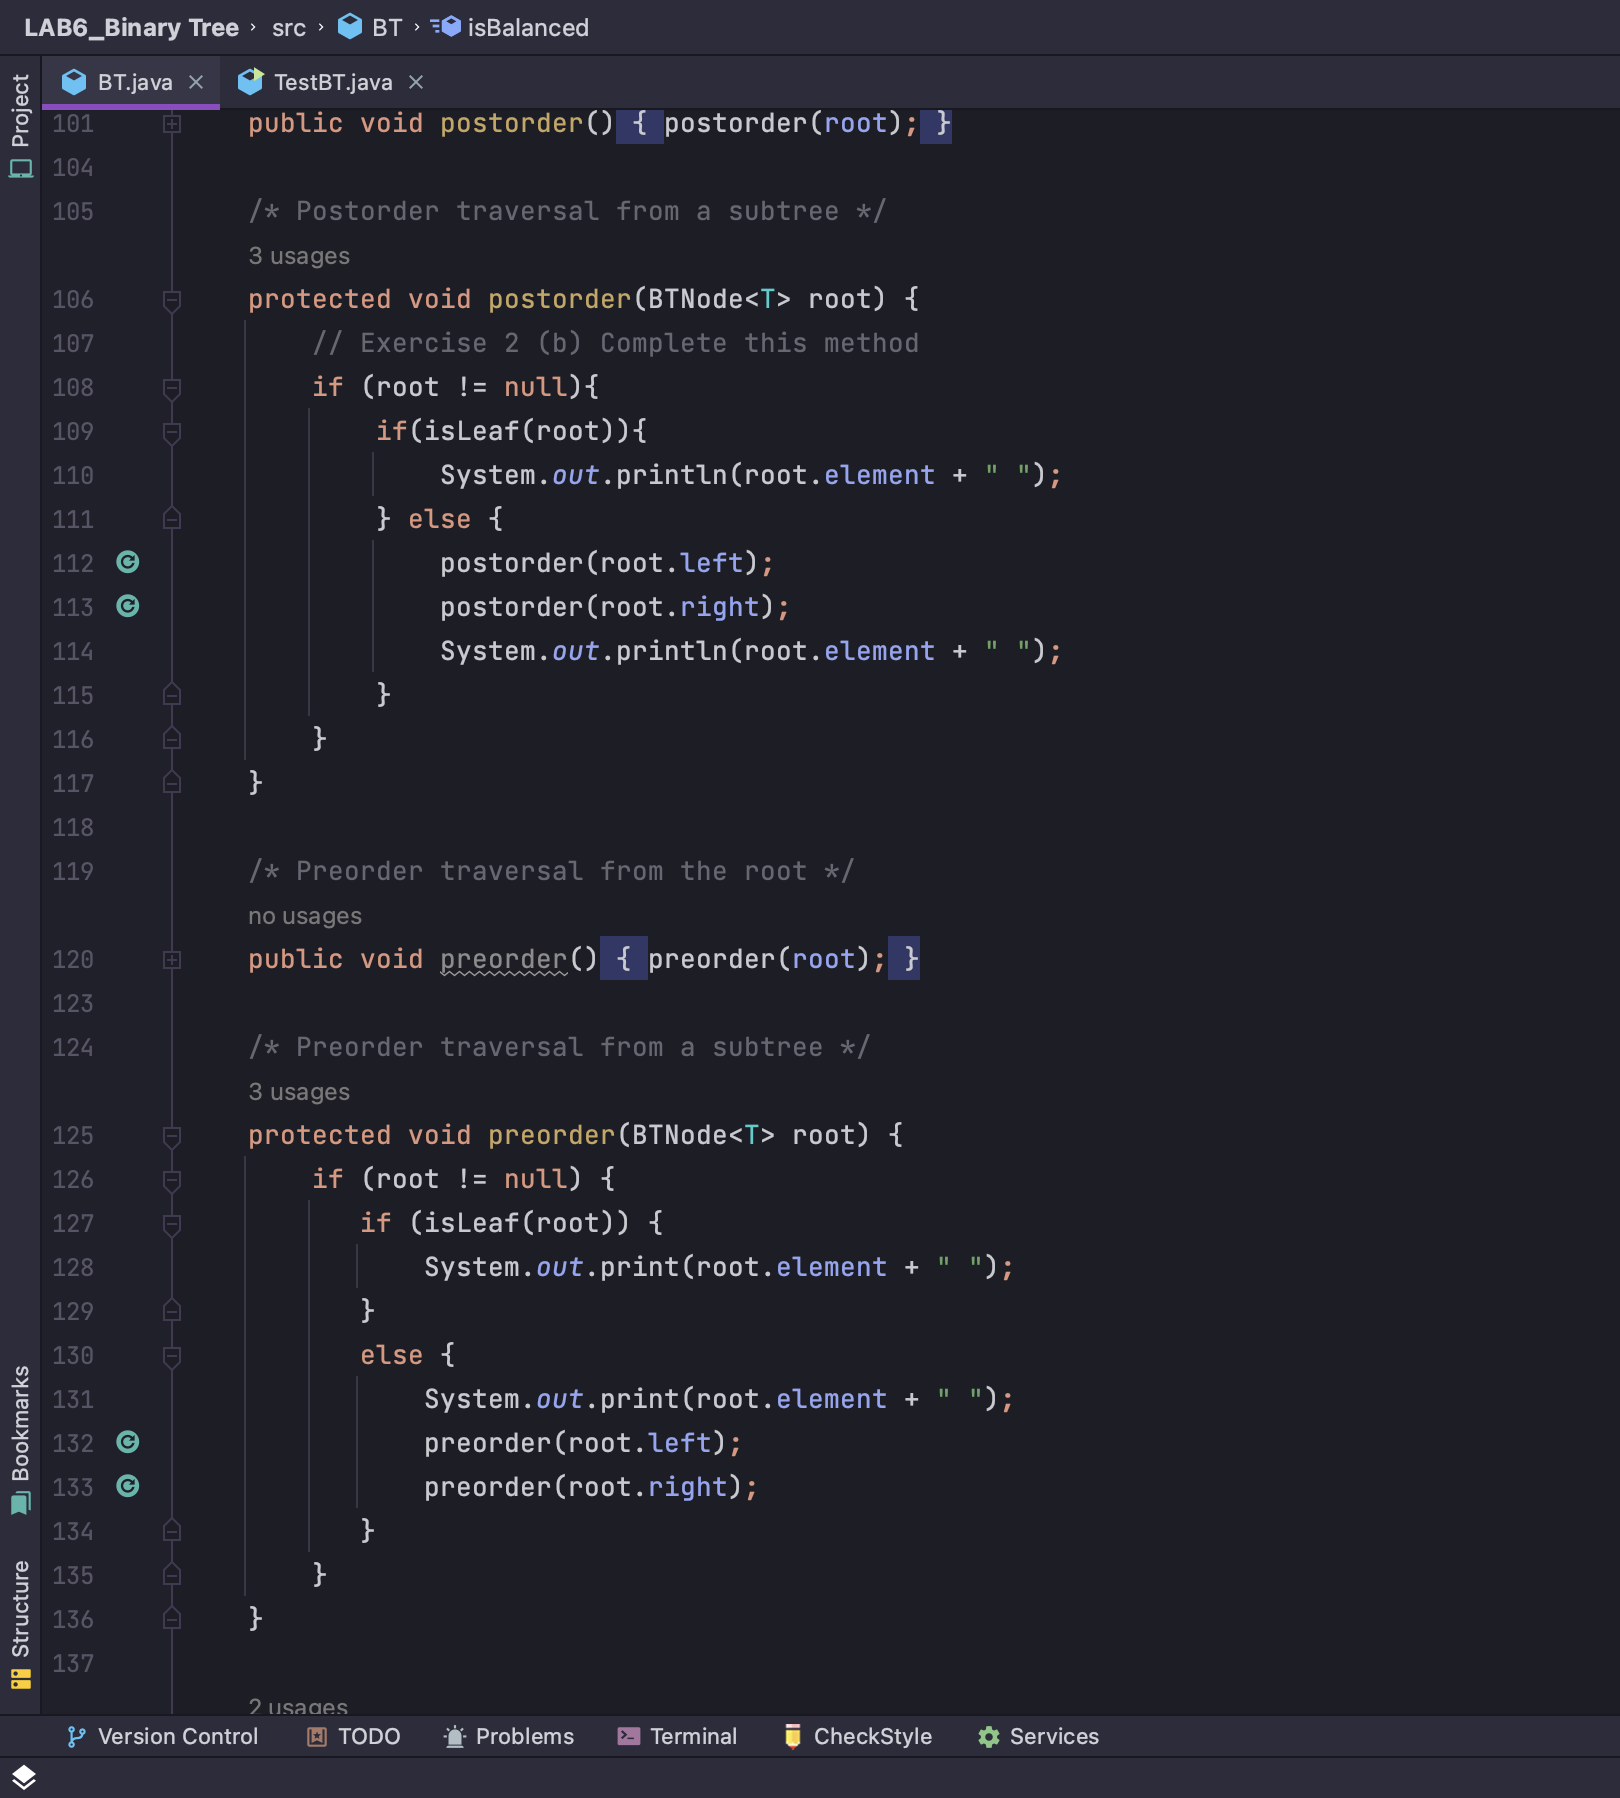 LAB6_Binary Tree › src › BT › isBalanced
BT.java × TestBT.java ×
Project
101 public void postorder() { postorder(root); }
104
105 /* Postorder traversal from a subtree */
3 usages
106 protected void postorder(BTNode<T> root) {
107 // Exercise 2 (b) Complete this method
108 if (root != null){
109 if(isLeaf(root)){
110 System.out.println(root.element + " ");
111 } else {
112 postorder(root.left);
113 postorder(root.right);
114 System.out.println(root.element + " ");
115 }
116 }
117 }
118
119 /* Preorder traversal from the root */
no usages
120 public void preorder() { preorder(root); }
123
124 /* Preorder traversal from a subtree */
3 usages
125 protected void preorder(BTNode<T> root) {
126 if (root != null) {
127 if (isLeaf(root)) {
128 System.out.print(root.element + " ");
129 }
130 else {
131 System.out.print(root.element + " ");
132 preorder(root.left);
133 preorder(root.right);
134 }
135 }
136 }
137
2 usages
Bookmarks
Structure
Version Control TODO Problems Terminal CheckStyle Services